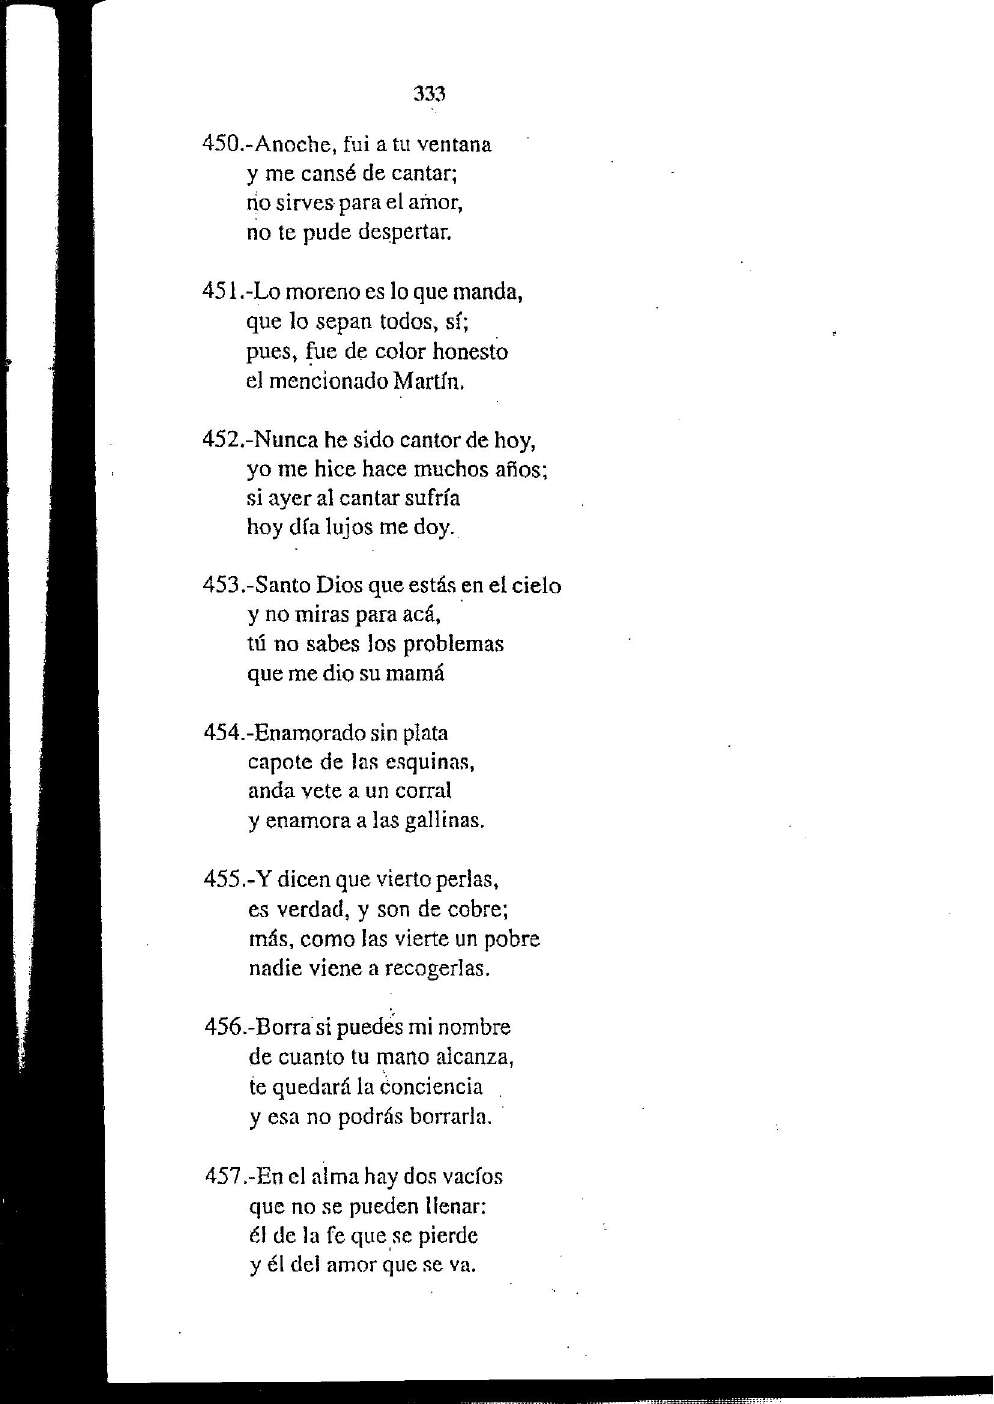 333
450.-Anoche, fui a tu ventana
y me cansé de cantar;
no sirves para el amor,
no te pude despertar.
451.-Lo moreno es lo que manda,
que lo sepan todos, sí;
pues, fue de color honesto
el mencionado Martín.
452.-Nunca he sido cantor de hoy,
yo me hice hace muchos años;
si ayer al cantar sufría
hoy día lujos me doy.
453.-Santo Dios que estás en el cielo
y no miras para acá,
tú no sabes los problemas
que me dio su mamá
454.-Enamorado sin plata
capote de las esquinas,
anda vete a un corral
y enamora a las gallinas.
455.-Y dicen que vierto perlas,
es verdad, y son de cobre;
más, como las vierte un pobre
nadie viene a recogerlas.
456.-Borra si puedes mi nombre
de cuanto tu mano alcanza,
te quedará la conciencia
y esa no podrás borrarla.
457.-En el alma hay dos vacíos
que no se pueden llenar:
él de la fe que se pierde
y él del amor que se va.